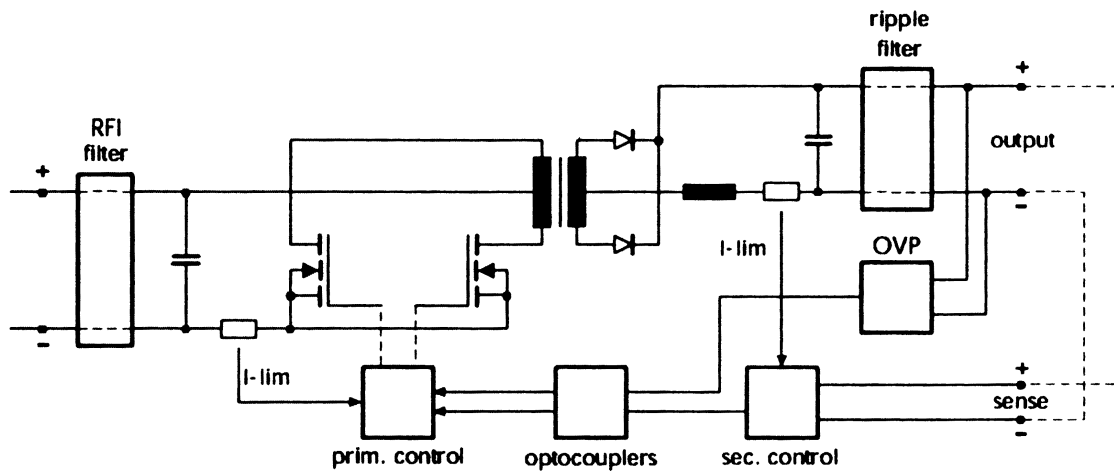 ripple
filter
+
RFI
filter
output
+
-
I-lim
OVP
-
I-lim
+
sense
-
prim. control
optocouplers
sec. control